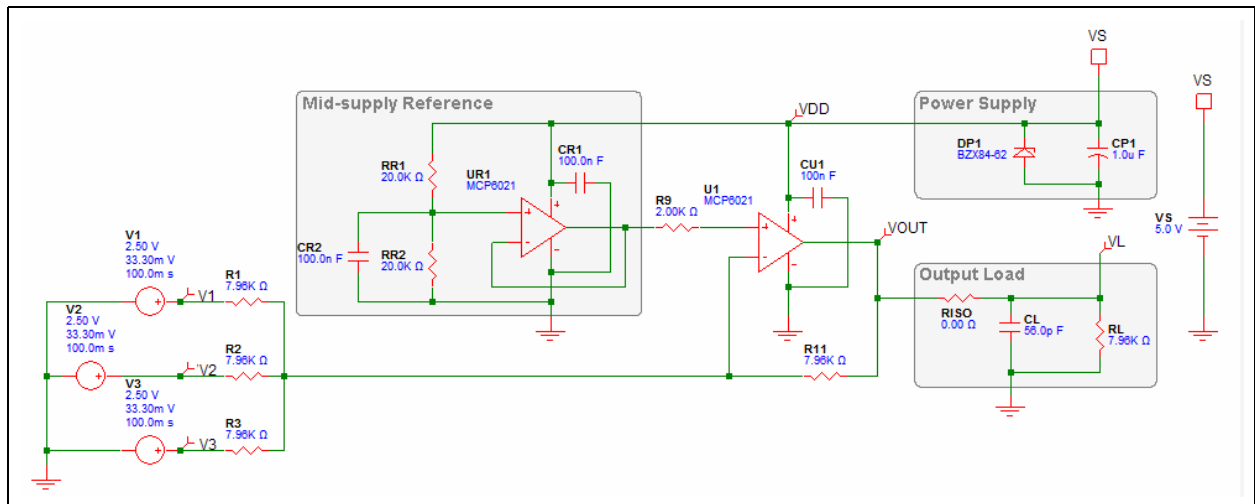 VS
VS
Mid-supply Reference
VDD
Power Supply
CR1
100.0n F
RR1
20.0K Ω
UR1
MCP6021
CU1
100n F
DP1
BZX84-62
CP1
1.0u F
R9
2.00K Ω
U1
MCP6021
VS
5.0 V
CR2
100.0n F
RR2
20.0K Ω
VOUT
VL
V1
2.50 V
33.30m V
100.0m s
V1
R1
7.96K Ω
Output Load
RISO
0.00 Ω
CL
56.0p F
RL
7.96K Ω
V2
2.50 V
33.30m V
100.0m s
V2
R2
7.96K Ω
R11
7.96K Ω
V3
2.50 V
33.30m V
100.0m s
V3
R3
7.96K Ω